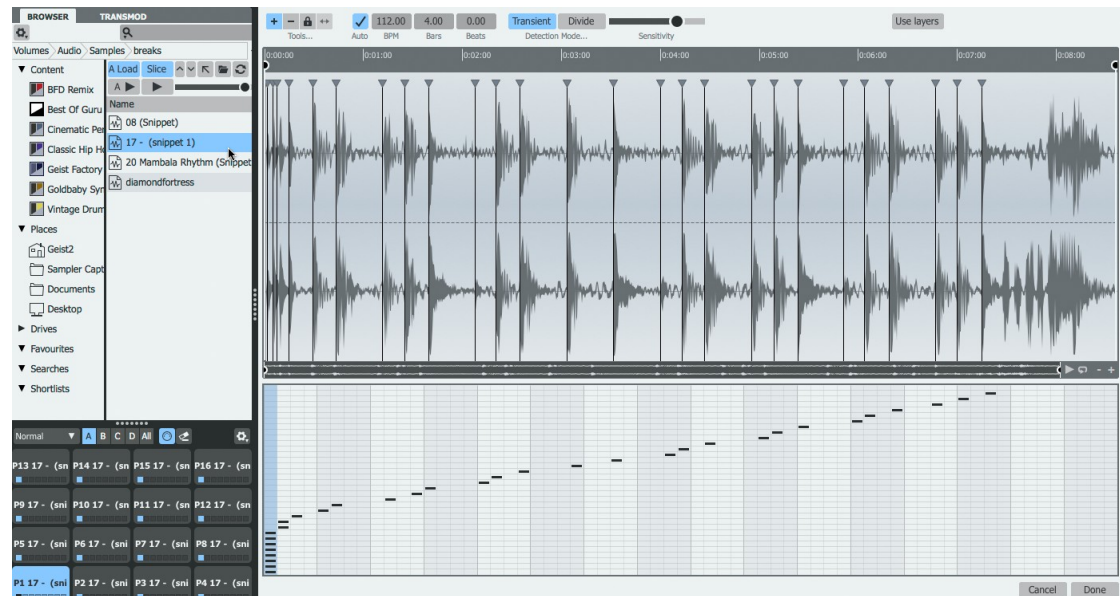 BROWSER TRANSMOD
Volumes Audio Samples breaks
Content
BFD Remix
Best Of Guru
Cinematic Per
Classic Hip Ho
Geist Factory
Goldbaby Syn
Vintage Drum
Places
Geist2
Sampler Capt
Documents
Desktop
Drives
Favourites
Searches
Shortlists
A Load Slice
A
Name
08 (Snippet)
17 - (snippet 1)
20 Mambala Rhythm (Snippet
diamondfortress
Normal A B C D All
P13 17 - (sn P14 17 - (sn P15 17 - (sn P16 17 - (sn
P9 17 - (sni P10 17 - (sn P11 17 - (sn P12 17 - (sn
P5 17 - (sni P6 17 - (sni P7 17 - (sni P8 17 - (sni
P1 17 - (sni P2 17 - (sni P3 17 - (sni P4 17 - (sni
112.00 4.00 0.00 Transient Divide Use layers
Tools... Auto BPM Bars Beats Detection Mode... Sensitivity
0:00:00 0:01:00 0:02:00 0:03:00 0:04:00 0:05:00 0:06:00 0:07:00 0:08:00
Cancel Done